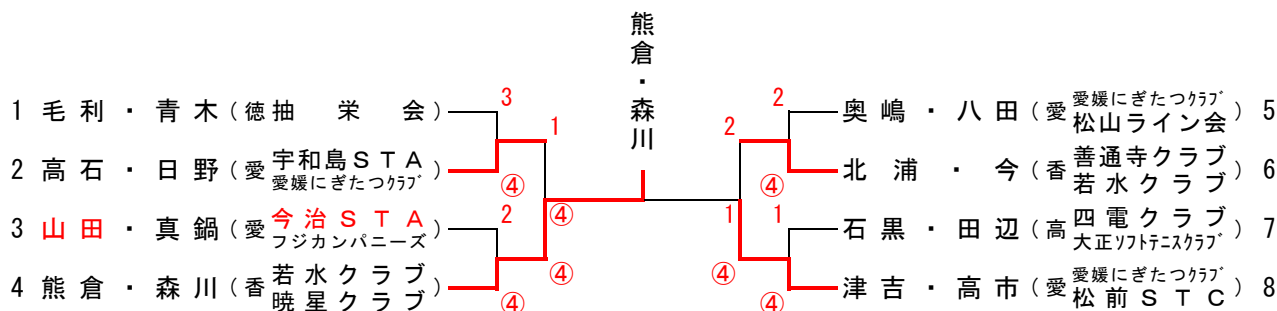 熊倉・森川
1 毛利・青木(徳 抽栄会) 3
2 高石・日野(愛 宇和島STA 愛媛にぎたつクラブ) ④
1
3 山田・真鍋(愛 今治STA フジカンパニーズ) 2
4 熊倉・森川(香 若水クラブ 暁星クラブ) ④
④
④
2 奥嶋・八田(愛 愛媛にぎたつクラブ 松山ライン会) 5
④ 北浦・今(香 善通寺クラブ 若水クラブ) 6
2
1
1 石黒・田辺(高 四電クラブ 大正ソフトテニスクラブ) 7
④ 津吉・高市(愛 愛媛にぎたつクラブ 松前STC) 8
④